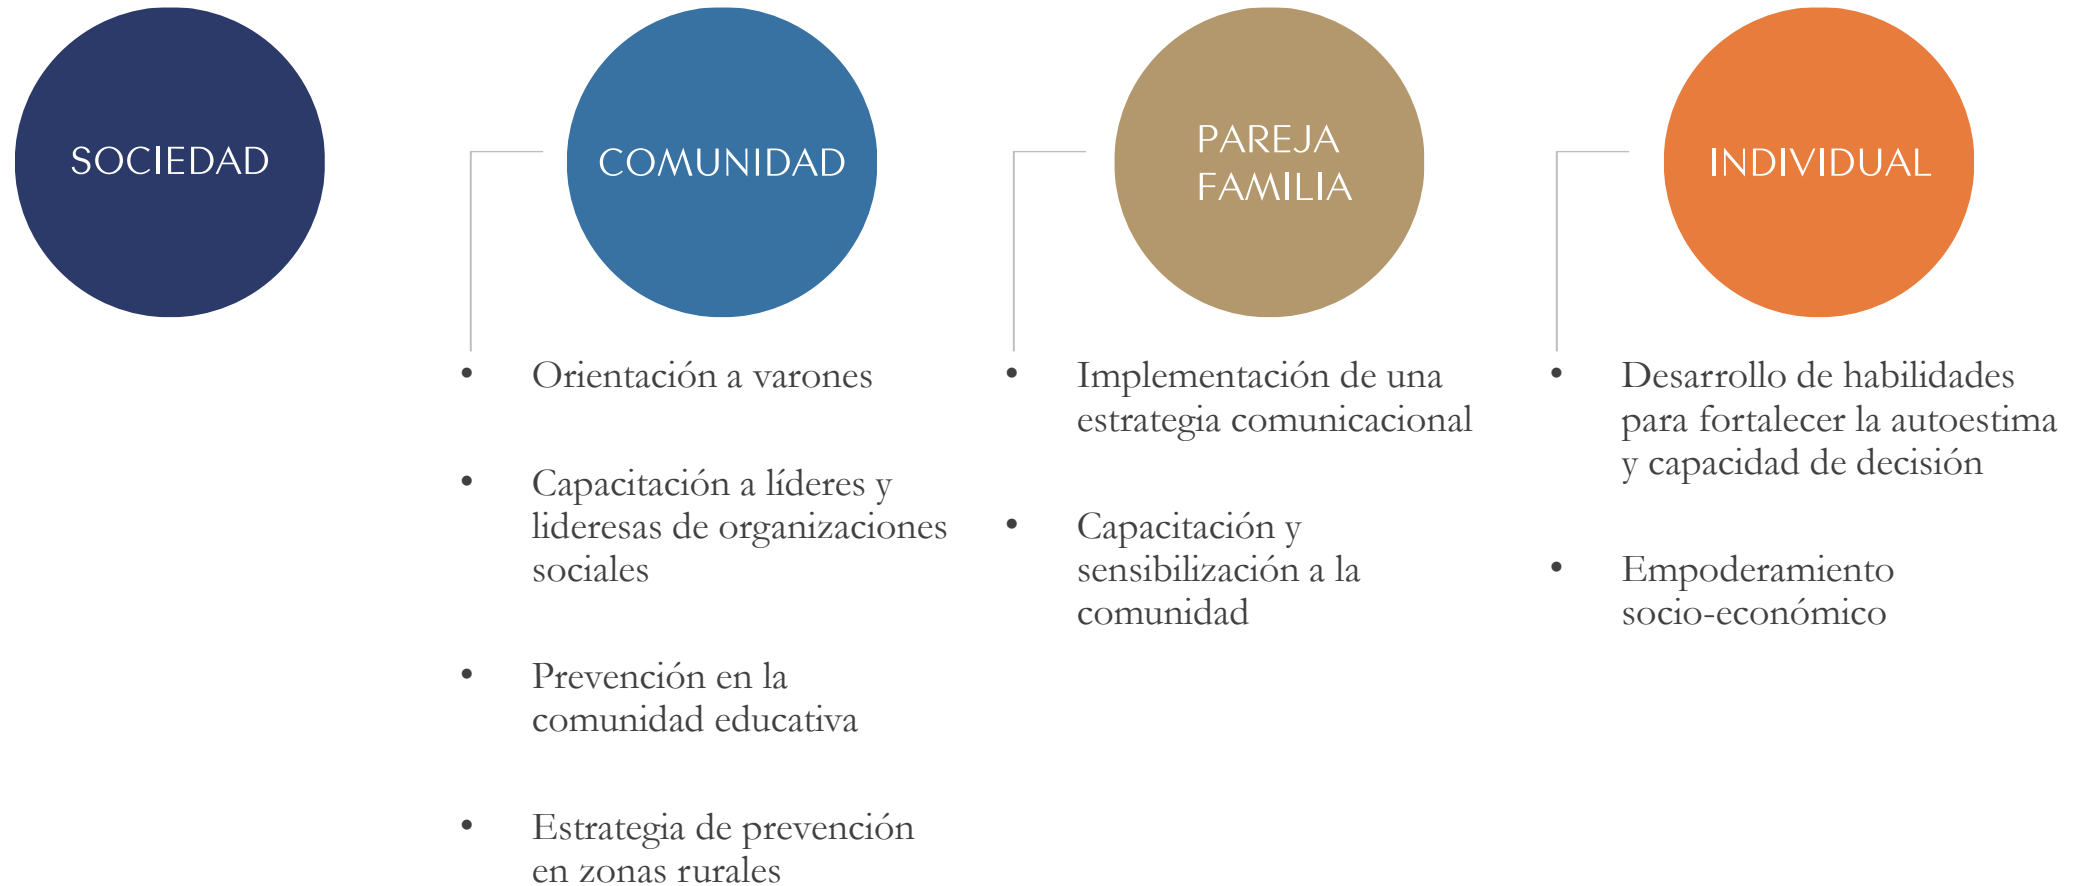 SOCIEDAD
COMUNIDAD
PAREJA
FAMILIA
INDIVIDUAL
• Orientación a varones
• Capacitación a líderes y
lideresas de organizaciones
sociales
• Prevención en la
comunidad educativa
• Estrategia de prevención
en zonas rurales
• Implementación de una
estrategia comunicacional
• Capacitación y
sensibilización a la
comunidad
• Desarrollo de habilidades
para fortalecer la autoestima
y capacidad de decisión
• Empoderamiento
socio-económico